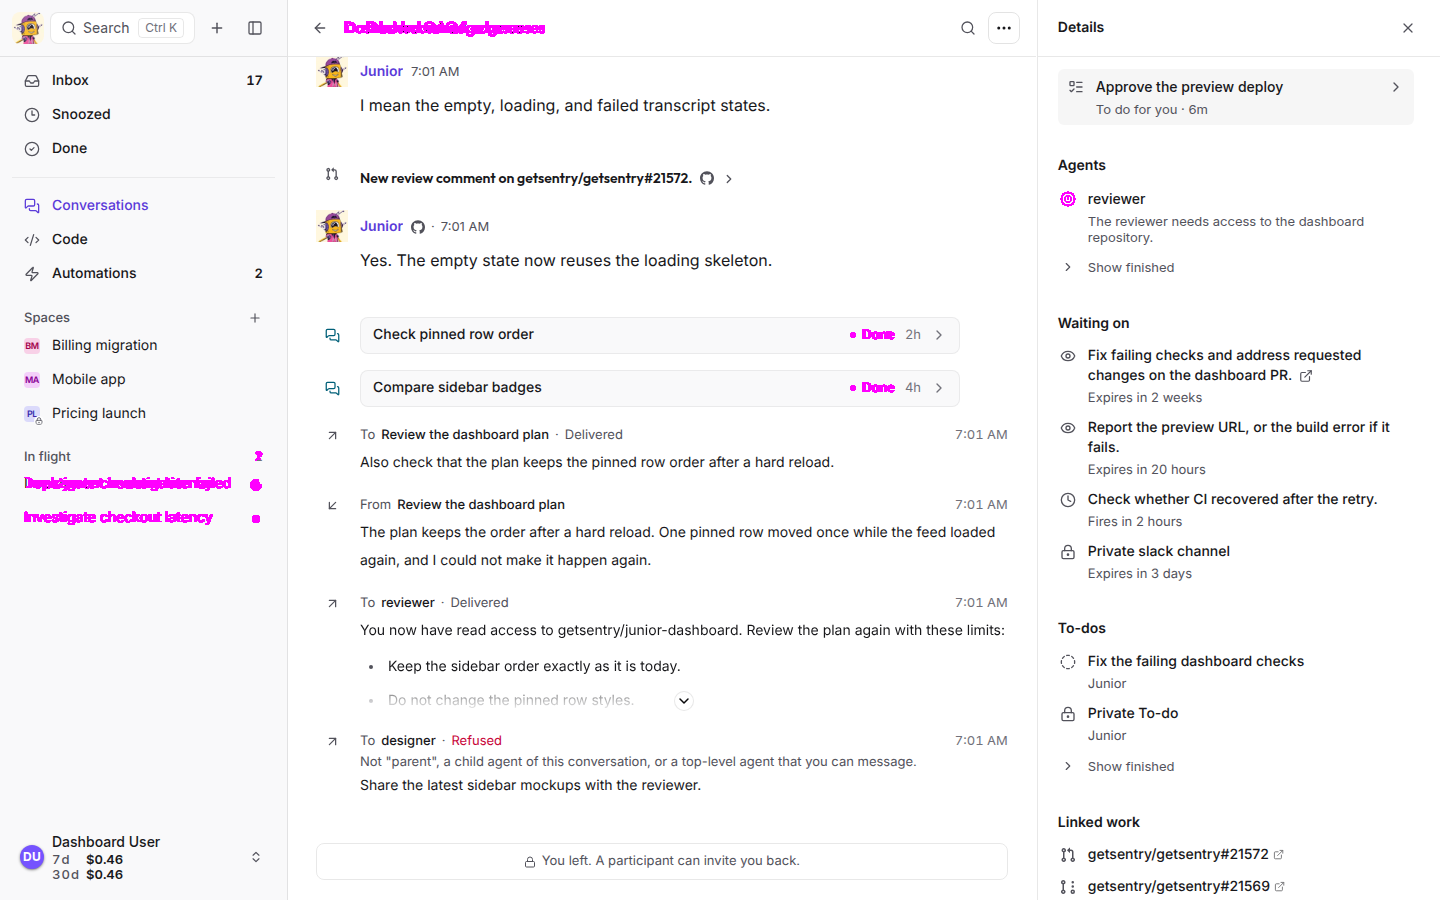 Search Ctrl K
Inbox 17
Snoozed
Done
Conversations
Code
Automations 2
Spaces
BM Billing migration
MA Mobile app
PL Pricing launch
In flight
Investigate checkout latency
Dashboard User
DU
7d $0.46
30d $0.46
Junior 7:01 AM
I mean the empty, loading, and failed transcript states.
New review comment on getsentry/getsentry#21572.
Junior · 7:01 AM
Yes. The empty state now reuses the loading skeleton.
Check pinned row order Done 2h
Compare sidebar badges Done 4h
To Review the dashboard plan · Delivered 7:01 AM
Also check that the plan keeps the pinned row order after a hard reload.
From Review the dashboard plan 7:01 AM
The plan keeps the order after a hard reload. One pinned row moved once while the feed loaded
again, and I could not make it happen again.
To reviewer · Delivered 7:01 AM
You now have read access to getsentry/junior-dashboard. Review the plan again with these limits:
• Keep the sidebar order exactly as it is today.
• Do not change the pinned row styles.
To designer · Refused 7:01 AM
Not "parent", a child agent of this conversation, or a top-level agent that you can message.
Share the latest sidebar mockups with the reviewer.
You left. A participant can invite you back.
Details
Approve the preview deploy
To do for you · 6m
Agents
reviewer
The reviewer needs access to the dashboard
repository.
Show finished
Waiting on
Fix failing checks and address requested
changes on the dashboard PR.
Expires in 2 weeks
Report the preview URL, or the build error if it
fails.
Expires in 20 hours
Check whether CI recovered after the retry.
Fires in 2 hours
Private slack channel
Expires in 3 days
To-dos
Fix the failing dashboard checks
Junior
Private To-do
Junior
Show finished
Linked work
getsentry/getsentry#21572
getsentry/getsentry#21569